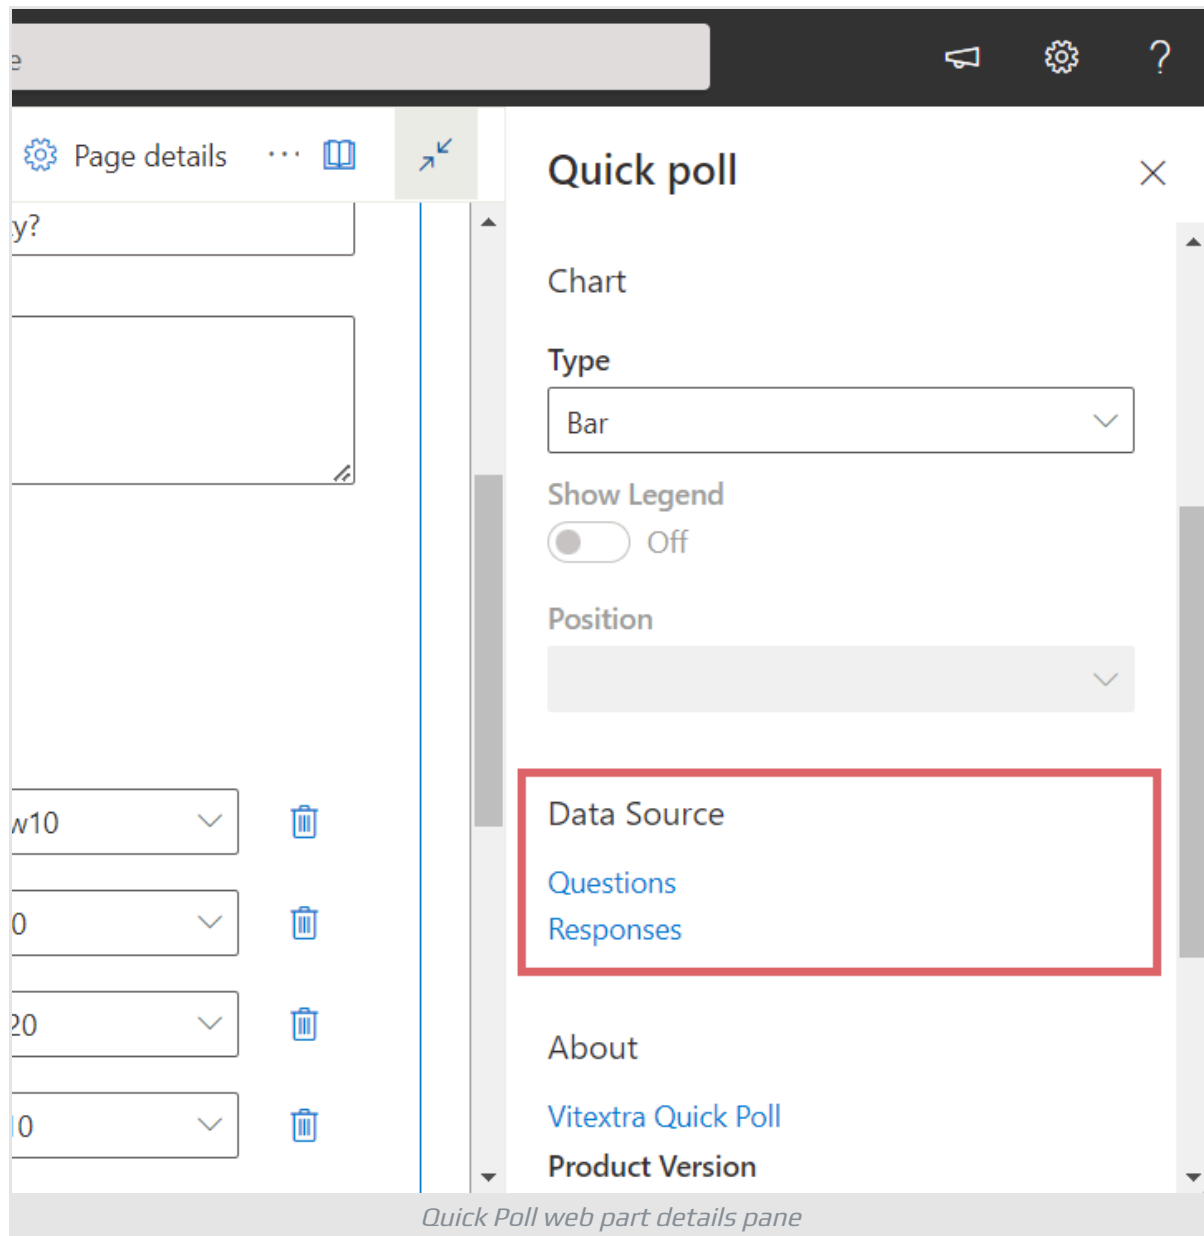 e
Page details
Quick poll
y?
Chart
Type
Bar
Show Legend
Off
Position
Data Source
w10
Questions
0
Responses
20
About
10
Vitextra Quick Poll
Product Version
Quick Poll web part details pane